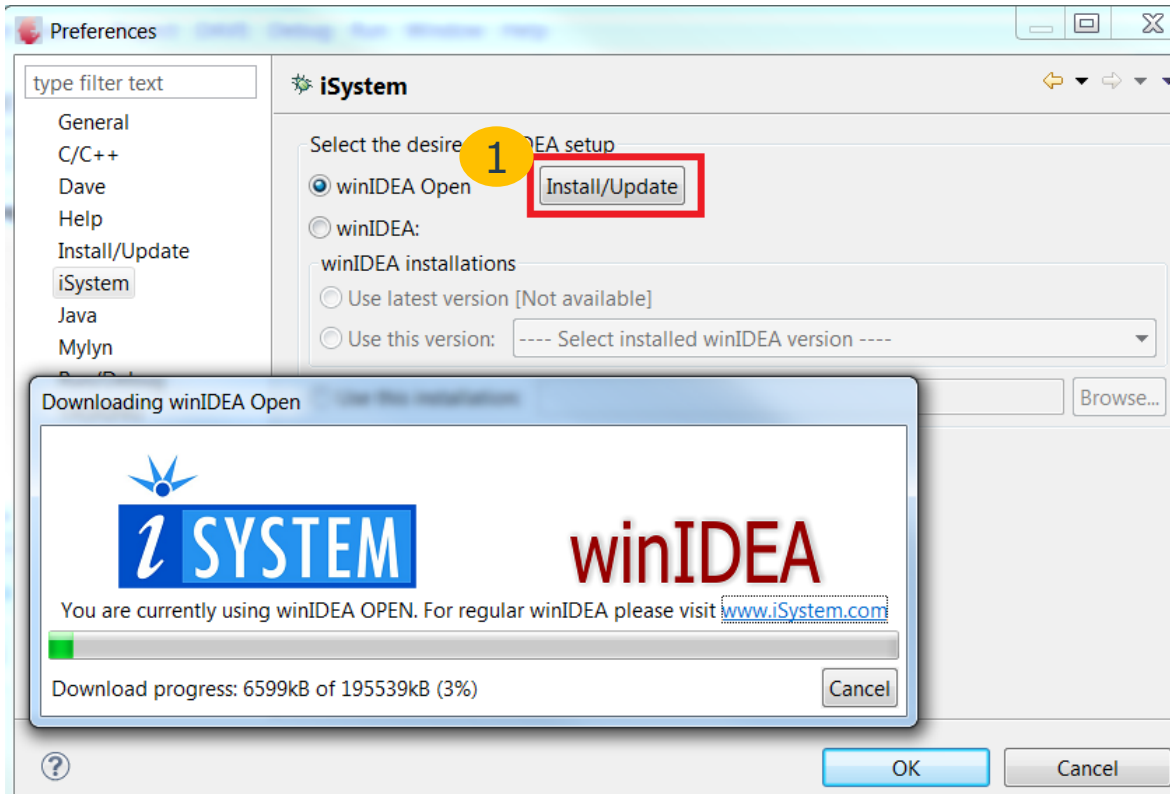 Preferences
type filter text
iSystem
General
C/C++
Dave
Help
Install/Update
iSystem
Java
Mylyn
Select the desire
1
DEA setup
winIDEA Open
Install/Update
winIDEA:
winIDEA installations
Use latest version [Not available]
Use this version:
---- Select installed winIDEA version ----
Browse...
Downloading winIDEA Open
i SYSTEM
winIDEA
You are currently using winIDEA OPEN. For regular winIDEA please visit www.iSystem.com
Download progress: 6599kB of 195539kB (3%)
Cancel
?
OK
Cancel